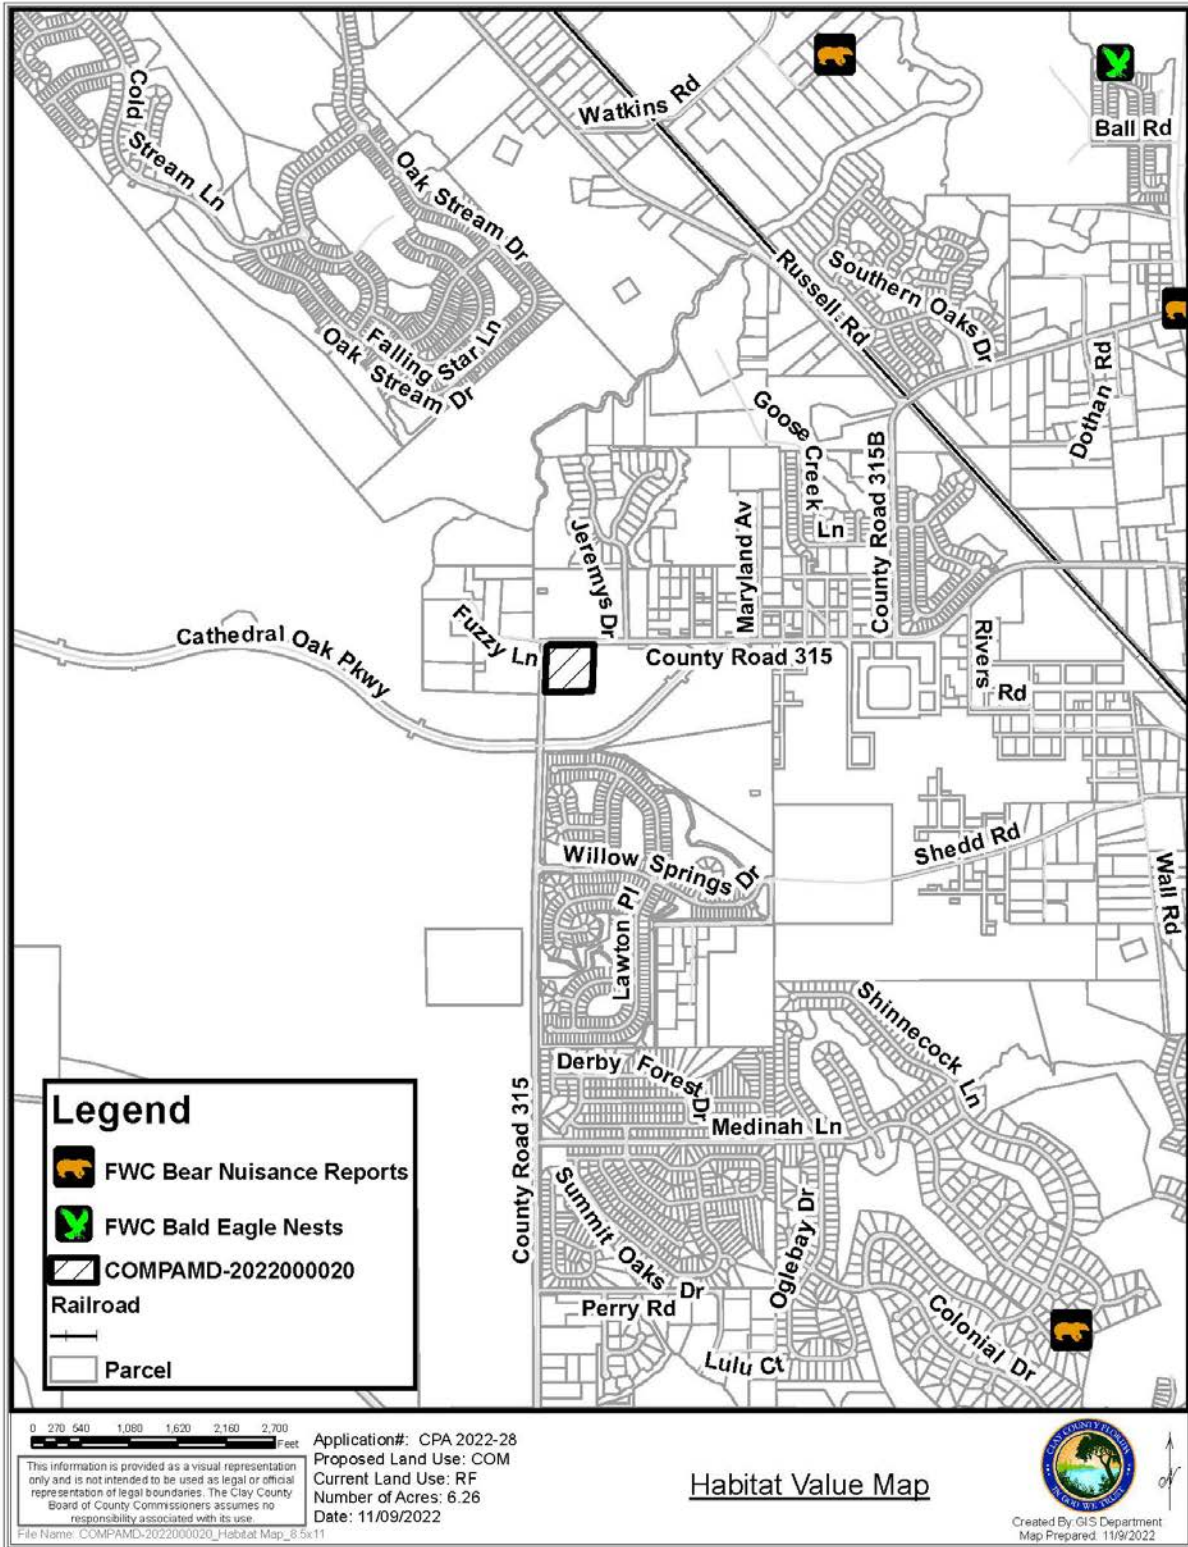 Cold Stream Ln
Oak Stream Dr
Watkins Rd
Ball Rd
Russell Rd
Southern Oaks Dr
Falling Star Ln
Oak Stream Dr
Dothan Rd
Goose Creek Ln
County Road 315B
Maryland Av
Jeremys Dr
Fuzzy Ln
Cathedral Oak Pkwy
County Road 315
Rivers Rd
Willow Springs Dr
Shedd Rd
Wall Rd
Lawton Pl
Shinnecock Ln
Derby Forest Dr
Medinah Ln
County Road 315
Summit Oaks Dr
Oglebay Dr
Perry Rd
Colonial Dr
Lulu Ct
Legend
FWC Bear Nuisance Reports
FWC Bald Eagle Nests
COMPAMD-2022000020
Railroad
Parcel
0 270 540 1,080 1,620 2,160 2,700
Feet
This information is provided as a visual representation
only and is not intended to be used as legal or official
representation of legal boundaries. The Clay County
Board of County Commissioners assumes no
responsibility associated with its use.
File Name: COMPAMD-2022000020_Habitat Map_8.5x11
Application#: CPA 2022-28
Proposed Land Use: COM
Current Land Use: RF
Number of Acres: 6.26
Date: 11/09/2022
Habitat Value Map
CLAY COUNTY FLORIDA
IN GOD WE TRUST
N
Created By: GIS Department
Map Prepared: 11/9/2022